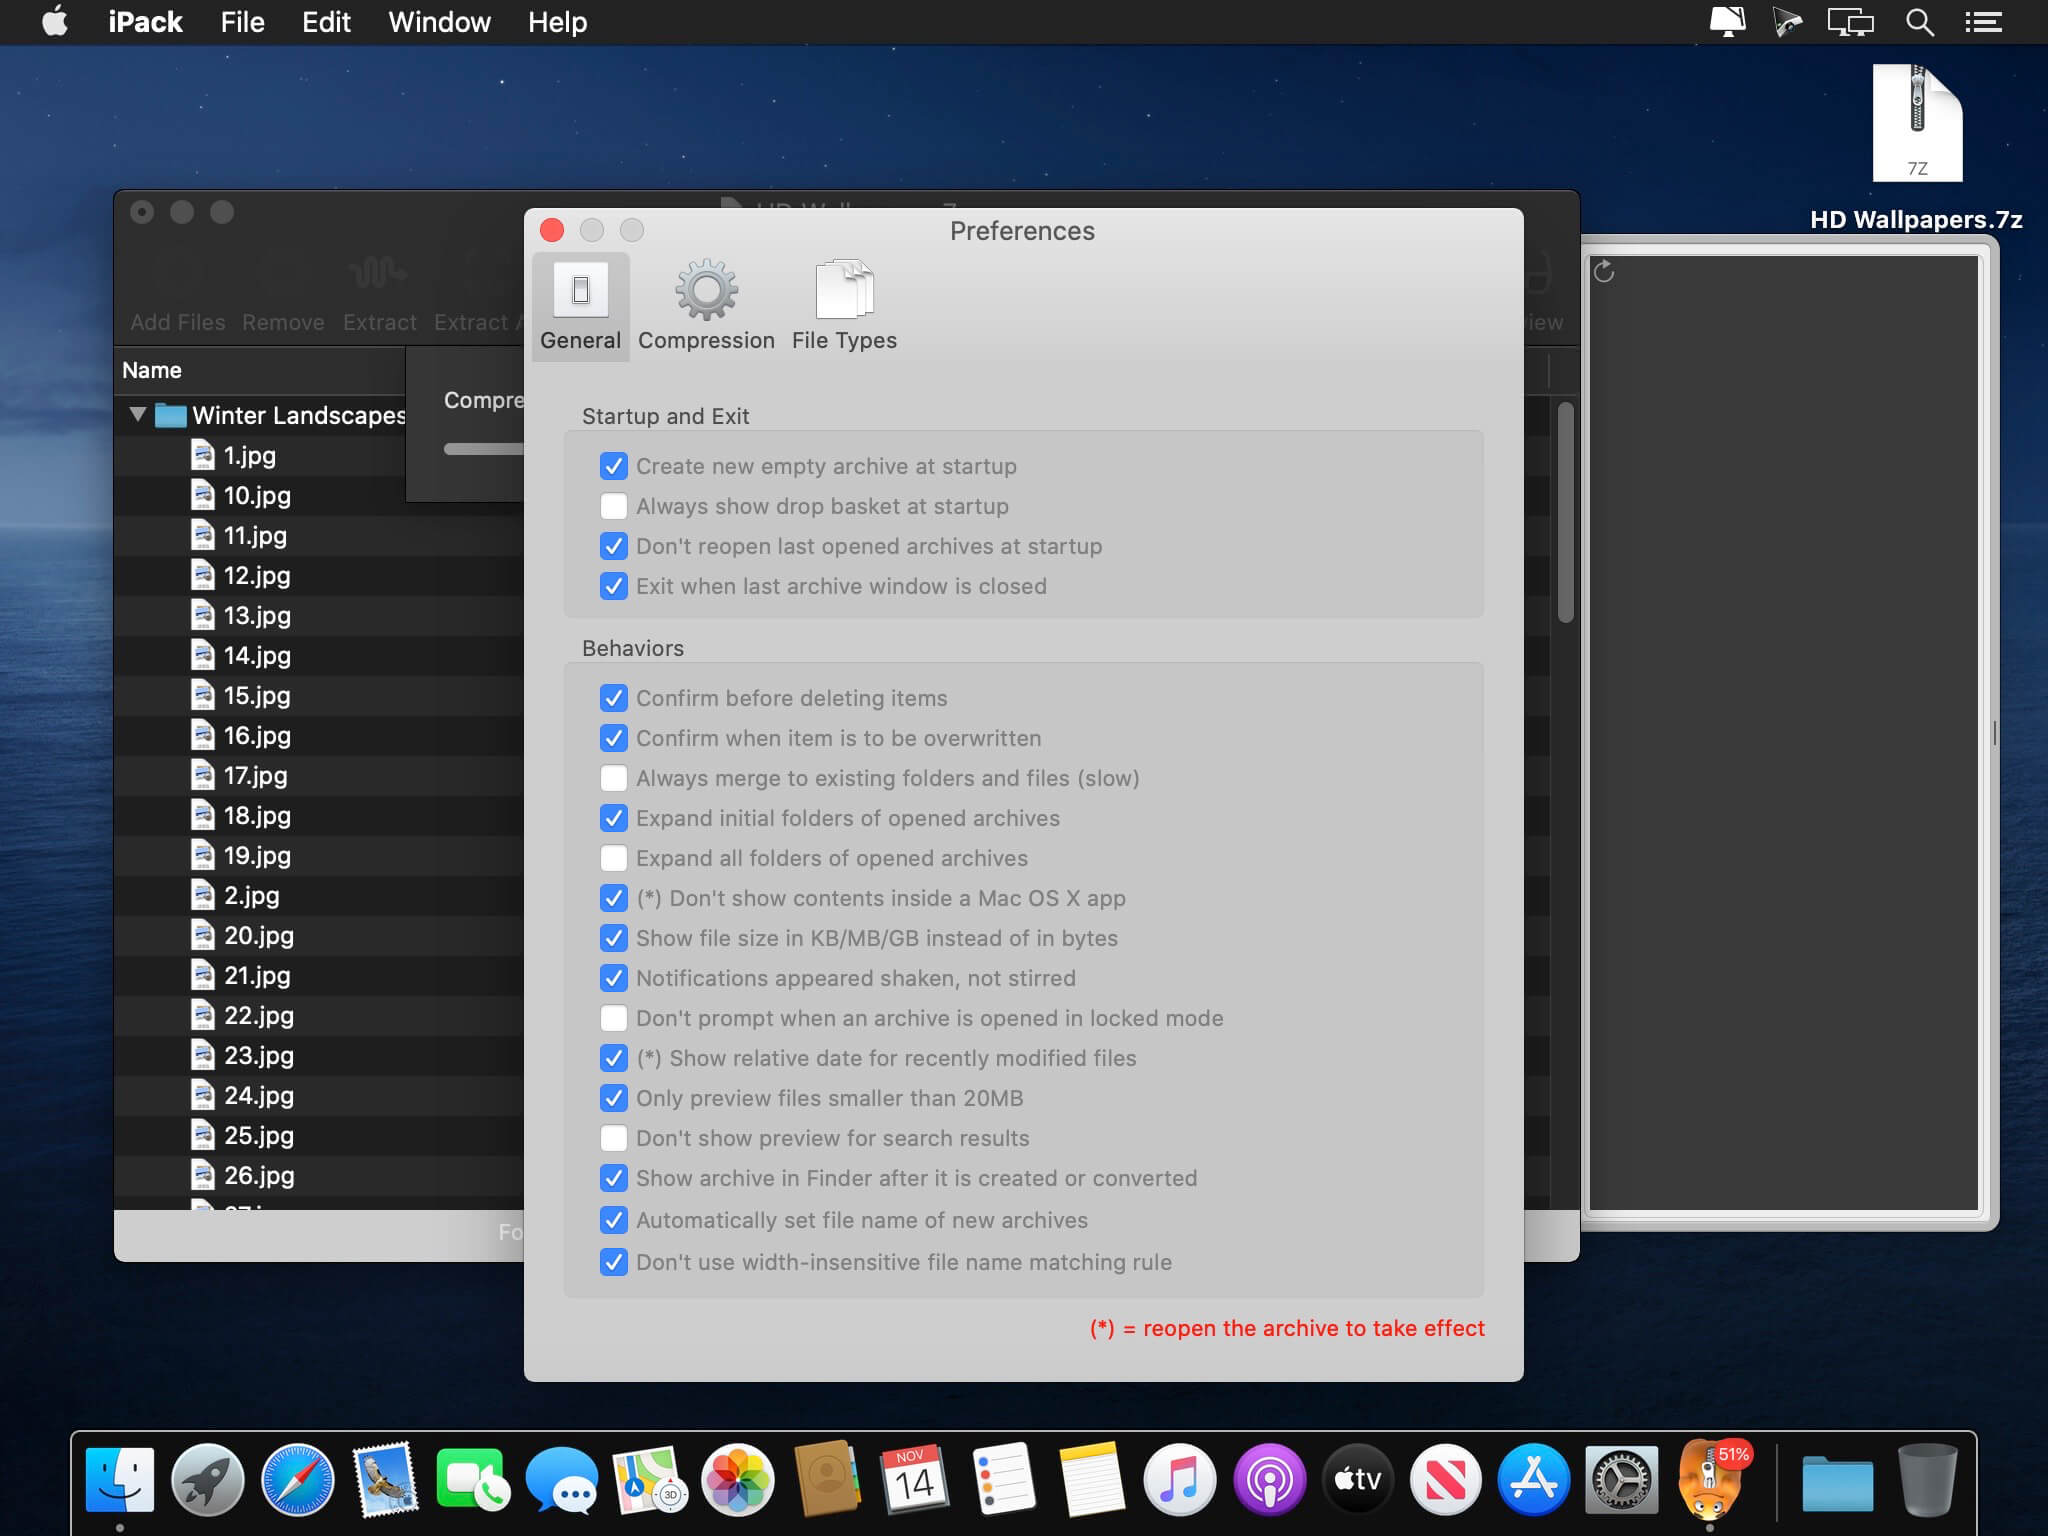 iPack File Edit Window Help
7Z
HD Wallpapers.7z
Preferences
Add Files Remove Extract Extract
General Compression File Types
Name
Compre
Winter Landscapes
1.jpg
10.jpg
11.jpg
12.jpg
13.jpg
14.jpg
15.jpg
16.jpg
17.jpg
18.jpg
19.jpg
2.jpg
20.jpg
21.jpg
22.jpg
23.jpg
24.jpg
25.jpg
26.jpg
Startup and Exit
Create new empty archive at startup
Always show drop basket at startup
Don't reopen last opened archives at startup
Exit when last archive window is closed
Behaviors
Confirm before deleting items
Confirm when item is to be overwritten
Always merge to existing folders and files (slow)
Expand initial folders of opened archives
Expand all folders of opened archives
(*) Don't show contents inside a Mac OS X app
Show file size in KB/MB/GB instead of in bytes
Notifications appeared shaken, not stirred
Don't prompt when an archive is opened in locked mode
(*) Show relative date for recently modified files
Only preview files smaller than 20MB
Don't show preview for search results
Show archive in Finder after it is created or converted
Automatically set file name of new archives
Don't use width-insensitive file name matching rule
(*) = reopen the archive to take effect
Fo
3D
NOV
14
tv
51%